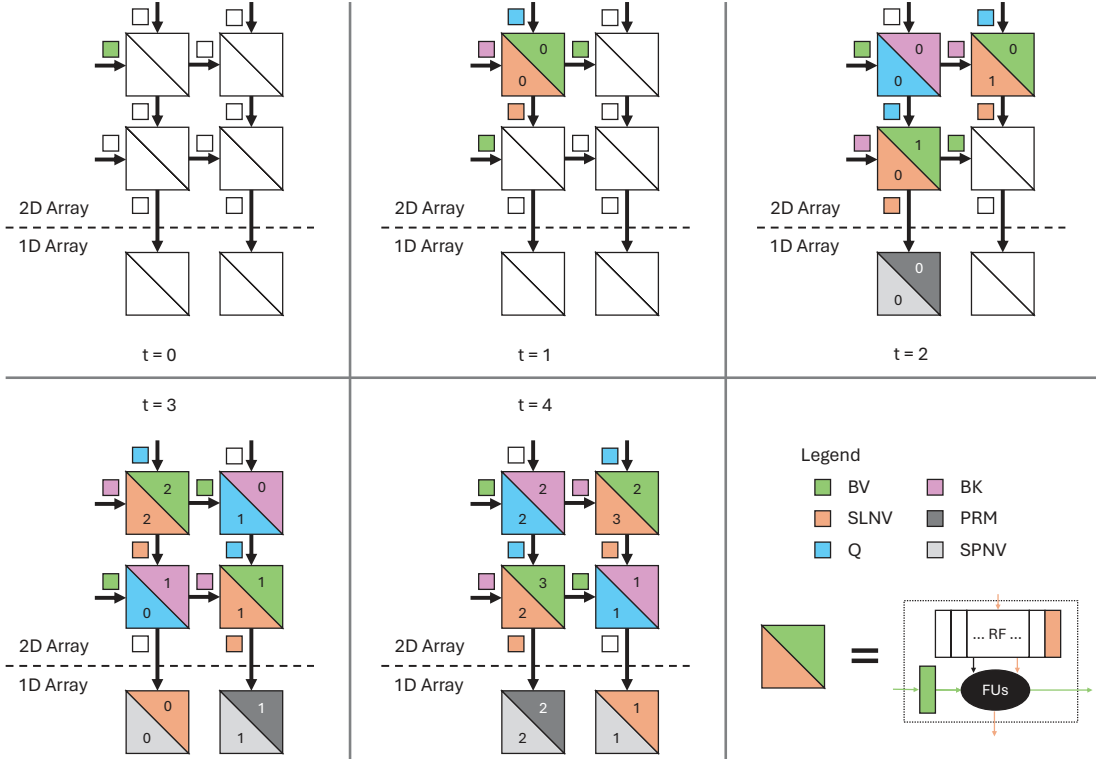 0
0
0
0
0
1
1
0
2D Array
2D Array
2D Array
1D Array
1D Array
1D Array
0
0
t = 0
t = 1
t = 2
t = 3
t = 4
2
2
0
1
2
2
2
3
1
0
1
1
3
2
1
1
2D Array
2D Array
1D Array
1D Array
0
0
1
1
2
2
1
1
Legend
BV
BK
SLNV
PRM
Q
SPNV
=
... RF ...
FUs